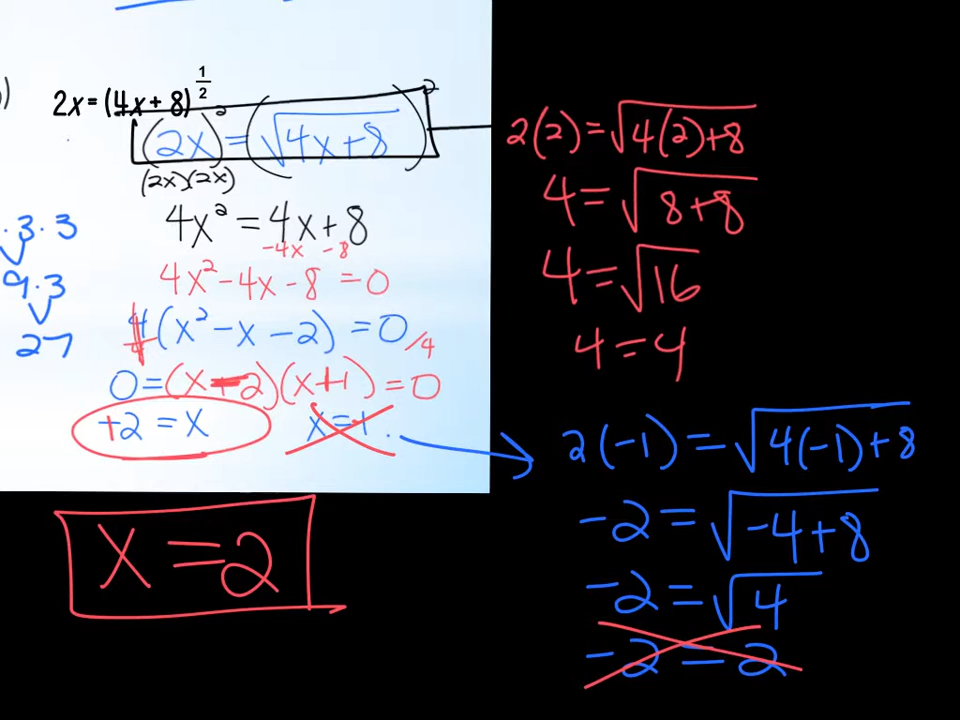 )
2x = (4x + 8)^{1/2}
(2x)² = (√4x+8)²
(2x)(2x)
4x² = 4x+8
-4x -8
4x² -4x -8 = 0
4(x² - x - 2) = 0/4
4
0 = (x - 2)(x+1) = 0
+2 = x
x = -1.
x = 2
. 3 . 3
9 . 3
27
2(2) = √4(2)+8
4 = √8+8
4 = √16
4 = 4
2(-1) = √4(-1)+8
-2 = √-4+8
-2 = √4
-2 = 2